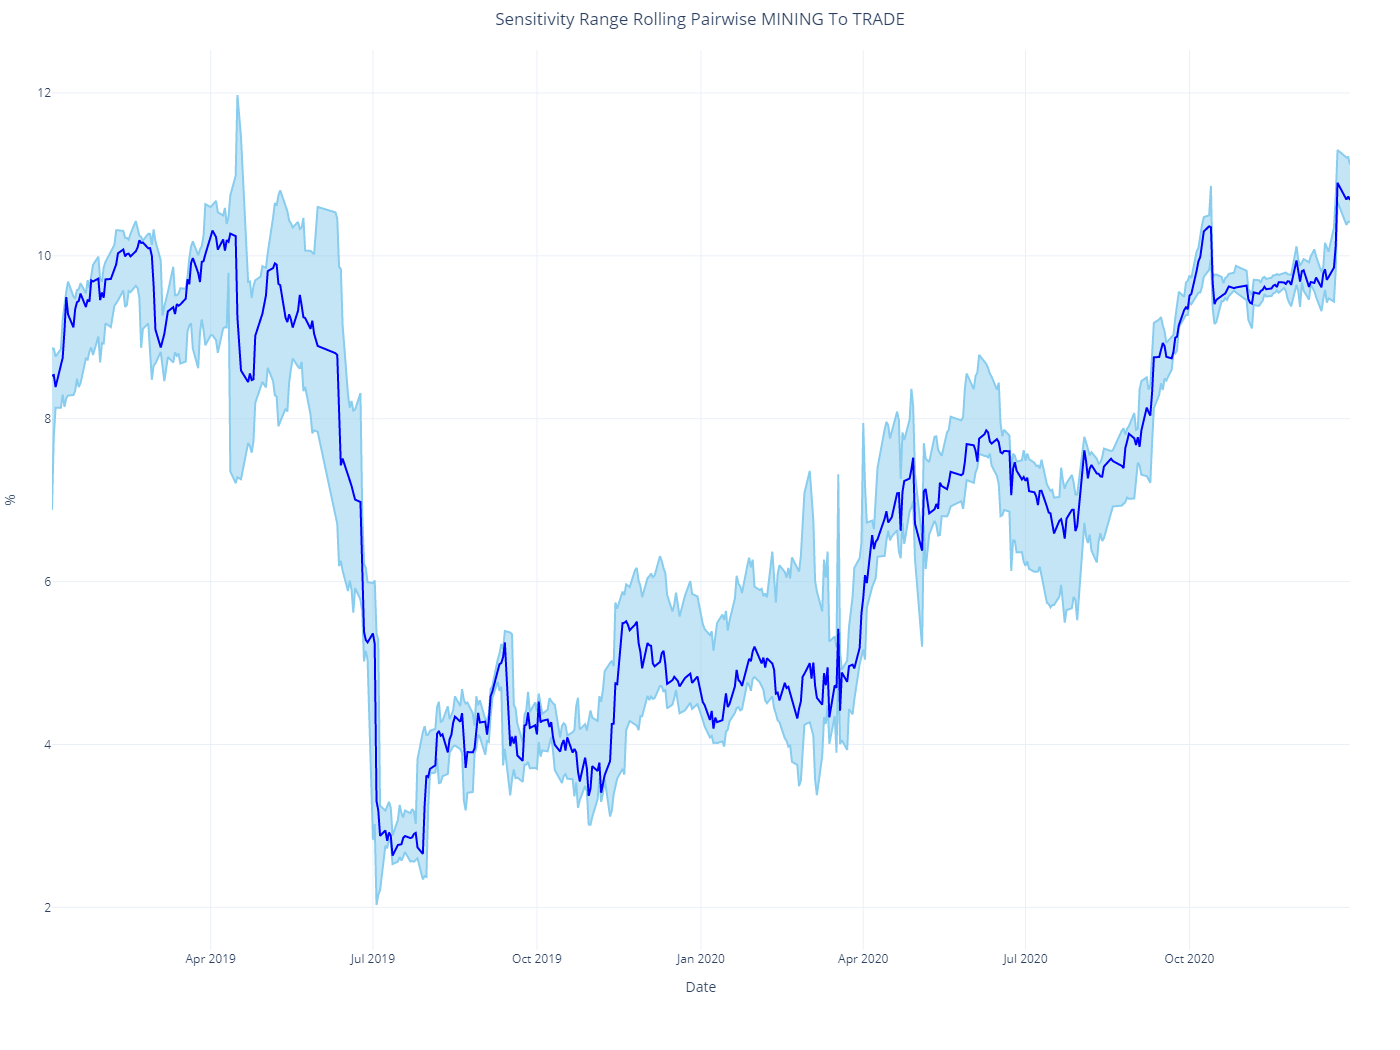 Sensitivity Range Rolling Pairwise MINING To TRADE
12
10
8
6
4
2
%
Apr 2019
Jul 2019
Oct 2019
Jan 2020
Apr 2020
Jul 2020
Oct 2020
Date